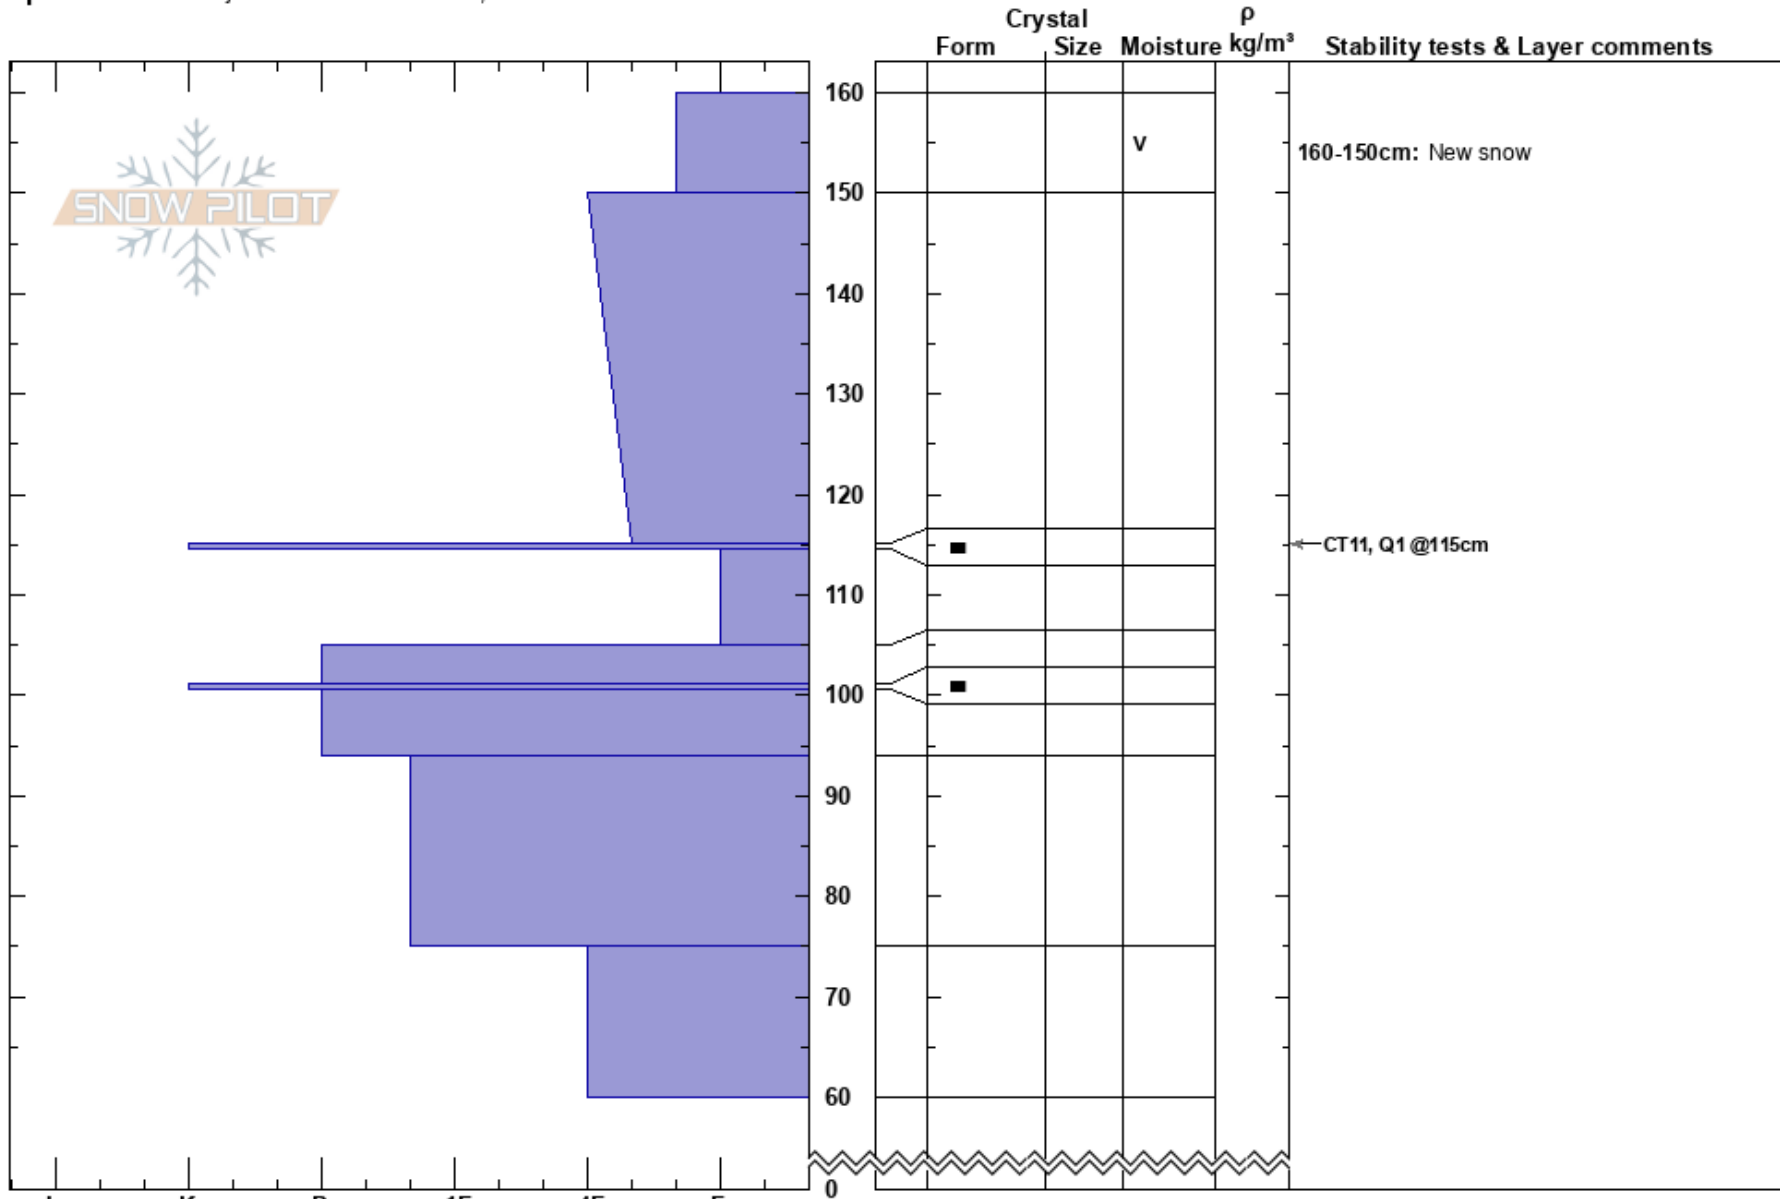 Crystal
ρ
Form Size Moisture kg/m³ Stability tests & Layer comments
160
V
160-150cm: New snow
SNOW PILOT
150
140
130
120
CT11, Q1 @115cm
110
100
90
80
70
60
0